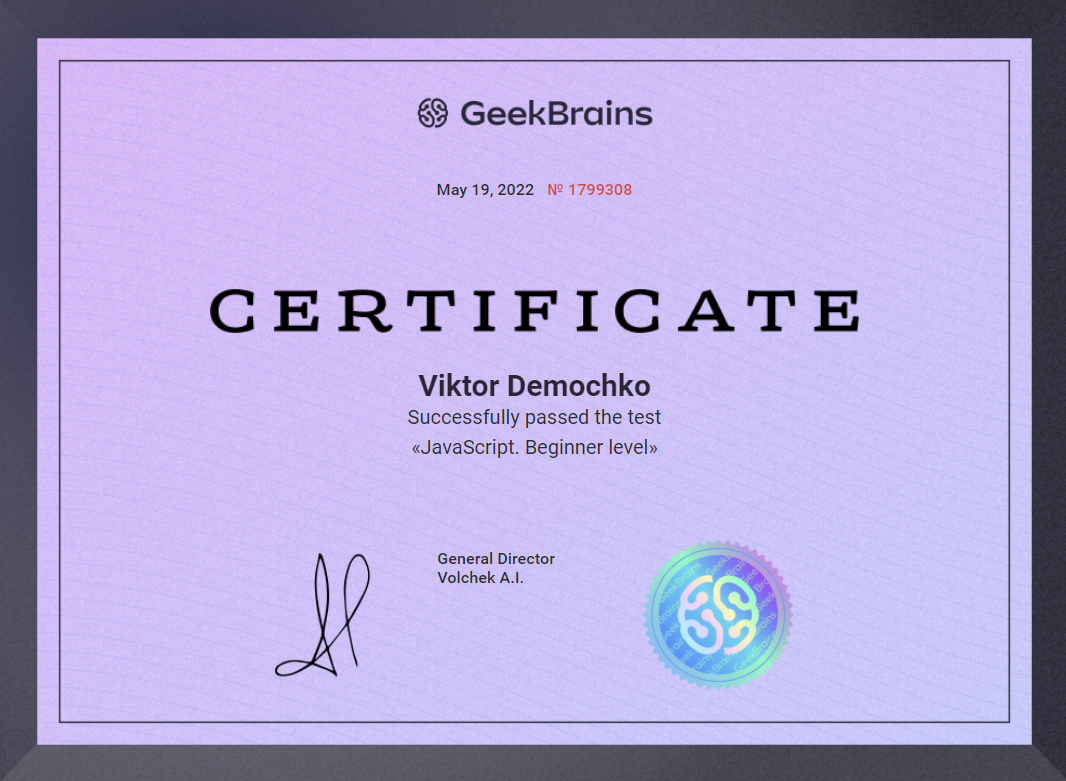 GeekBrains
May 19, 2022 № 1799308
CERTIFICATE
Viktor Demochko
Successfully passed the test
«JavaScript. Beginner level»
General Director
Volchek A.I.
GeekBrains